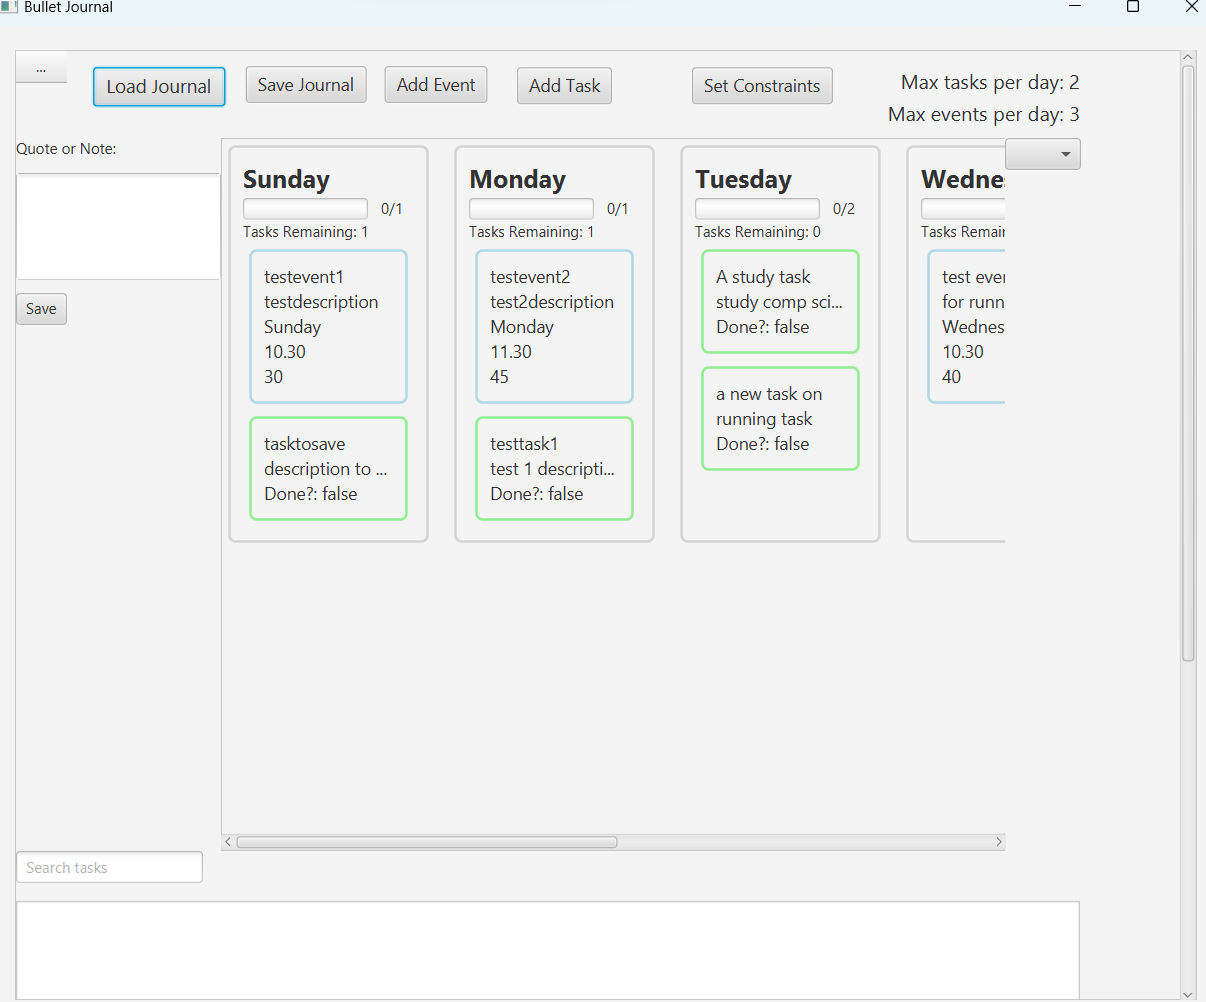 Bullet Journal
...
Load Journal
Save Journal
Add Event
Add Task
Set Constraints
Max tasks per day: 2
Max events per day: 3
Quote or Note:
Save
Sunday
0/1
Tasks Remaining: 1
testevent1
testdescription
Sunday
10.30
30
tasktosave
description to ...
Done?: false
Monday
0/1
Tasks Remaining: 1
testevent2
test2description
Monday
11.30
45
testtask1
test 1 descripti...
Done?: false
Tuesday
0/2
Tasks Remaining: 0
A study task
study comp sci...
Done?: false
a new task on
running task
Done?: false
Wednes
Tasks Remain
test even
for runn
Wednes
10.30
40
Search tasks